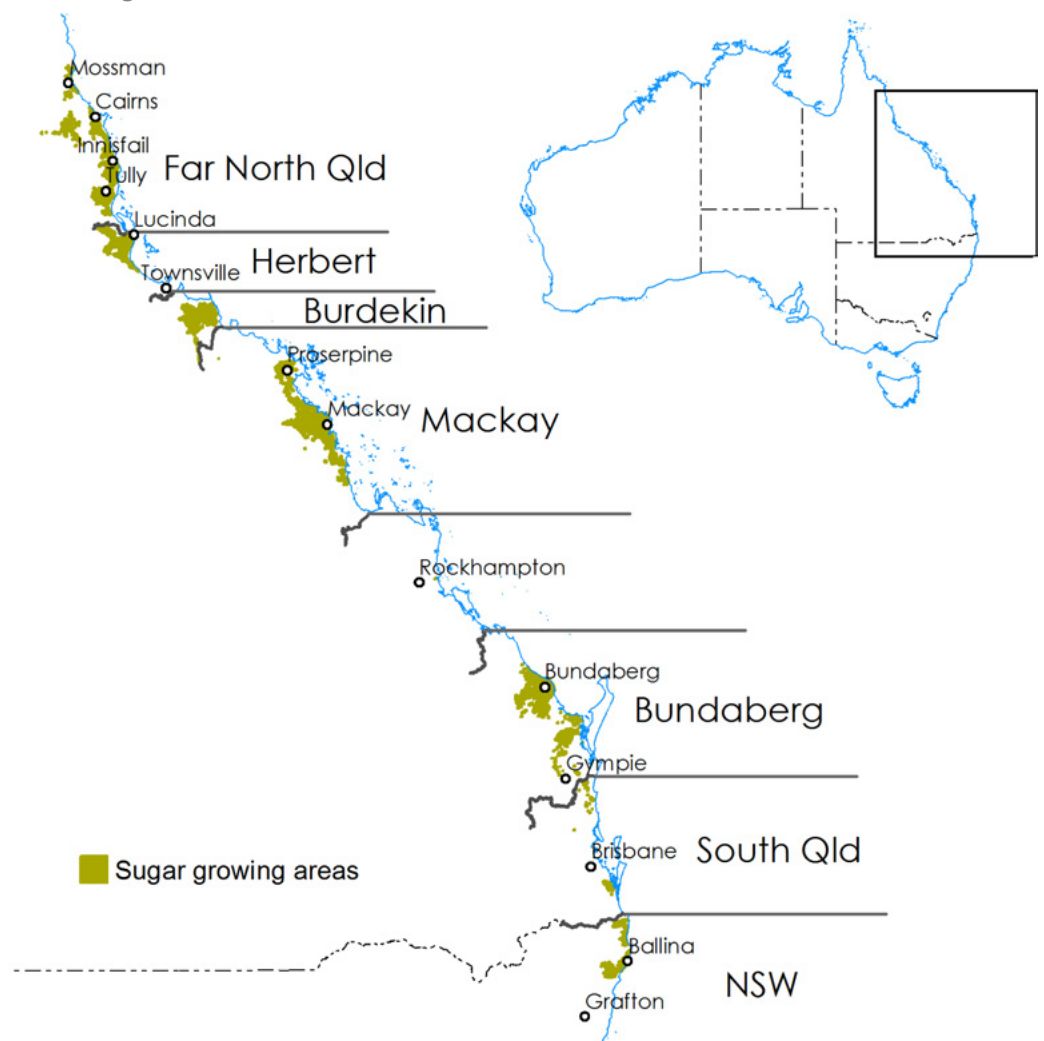 Mossman
Cairns
Innisfail
Far North Qld
Tully
Lucinda
Herbert
Townsville
Burdekin
Proserpine
Mackay
Mackay
Rockhampton
Bundaberg
Bundaberg
Gympie
Brisbane
South Qld
Sugar growing areas
Ballina
NSW
Grafton